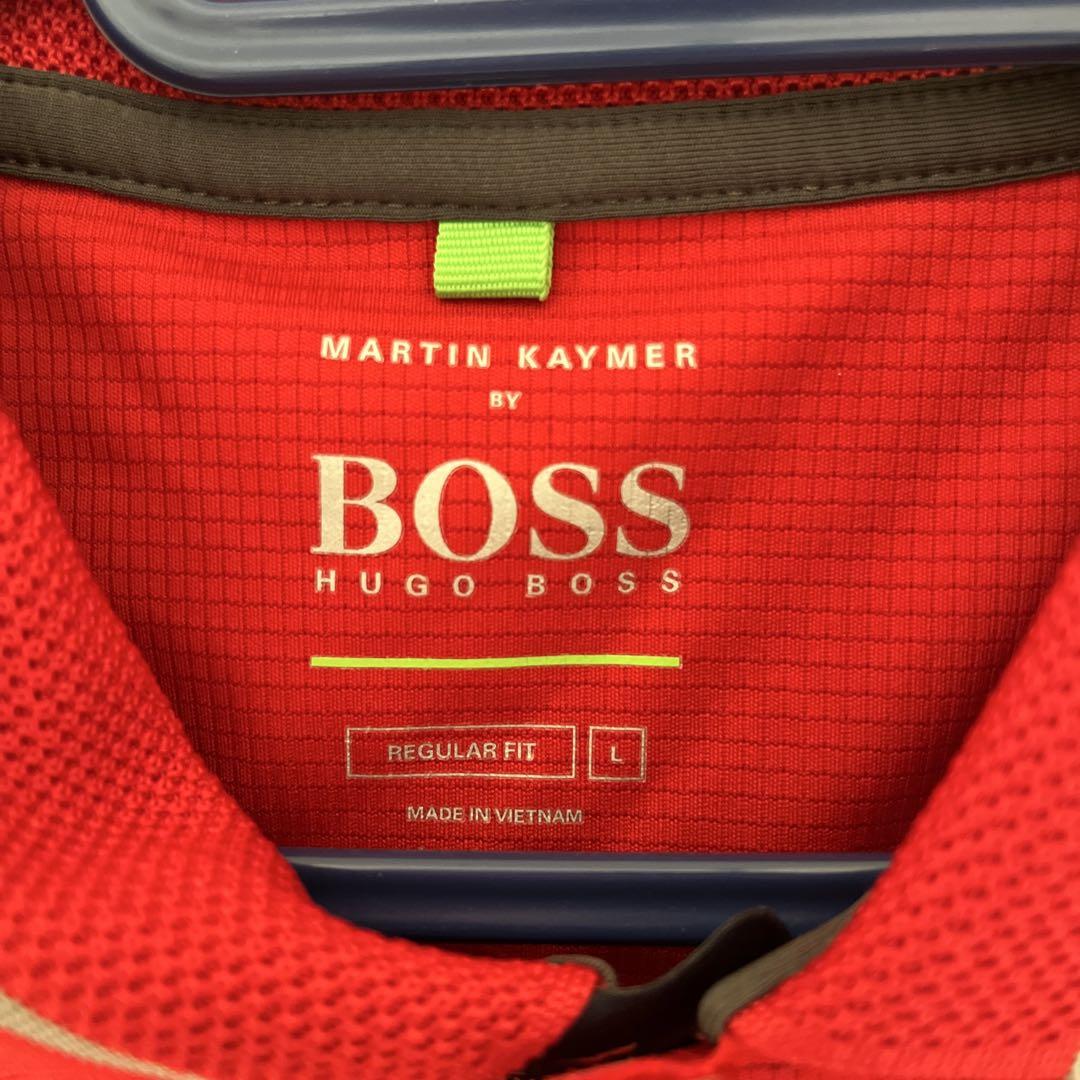 MARTIN KAYMER
BY
BOSS
HUGO BOSS
REGULAR FIT L
MADE IN VIETNAM